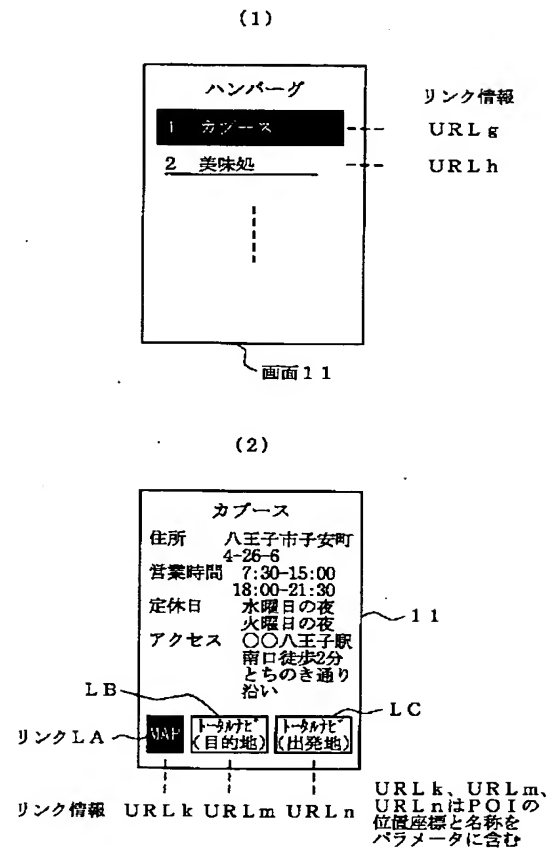 (1)
ハンバーグ
リンク情報
1 カブース
URLg
2 美味処
URLh
画面11
(2)
カブース
住所 八王子市子安町
4-26-6
営業時間 7:30-15:00
18:00-21:30
定休日 水曜日の夜
火曜日の夜
アクセス 〇〇八王子駅
南口徒歩2分
とちのき通り
沿い
11
LB
LC
リンクLA
MAP
トータルナビ
(目的地)
トータルナビ
(出発地)
リンク情報 URLk URLm URLn
URLk、URLm、
URLnはPOIの
位置座標と名称を
パラメータに含む